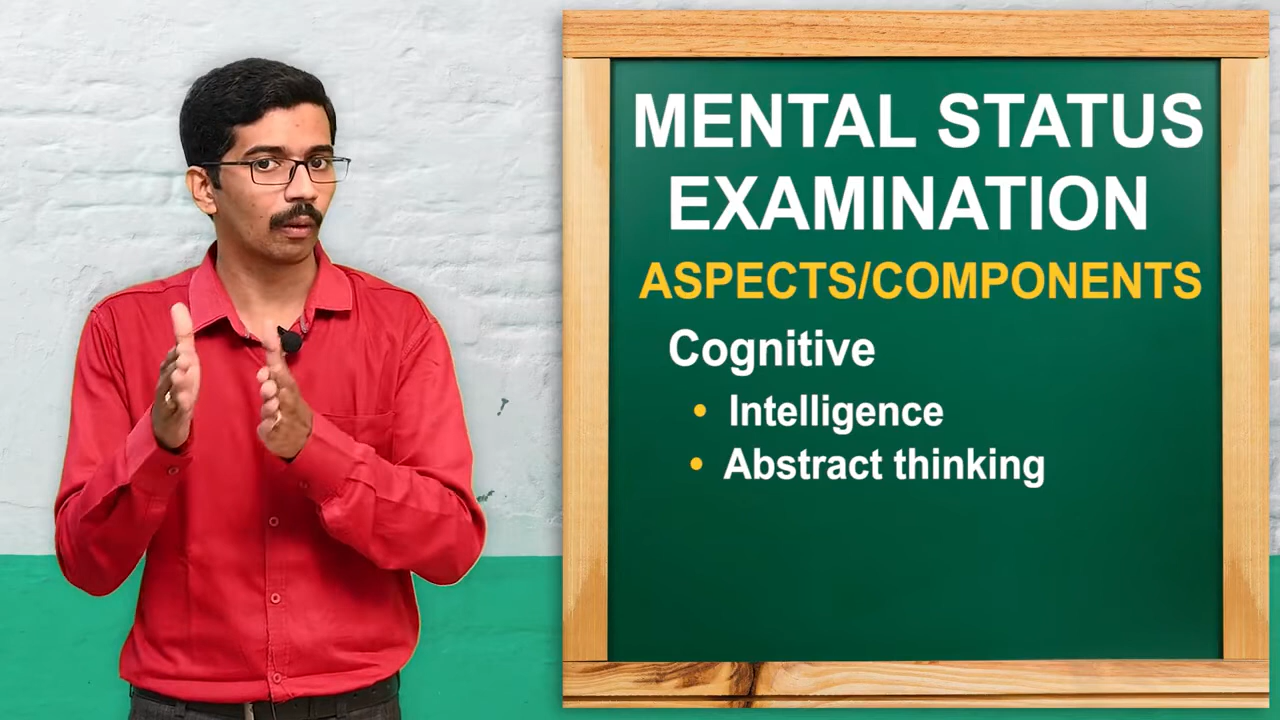 MENTAL STATUS
EXAMINATION
ASPECTS/COMPONENTS
Cognitive
• Intelligence
• Abstract thinking